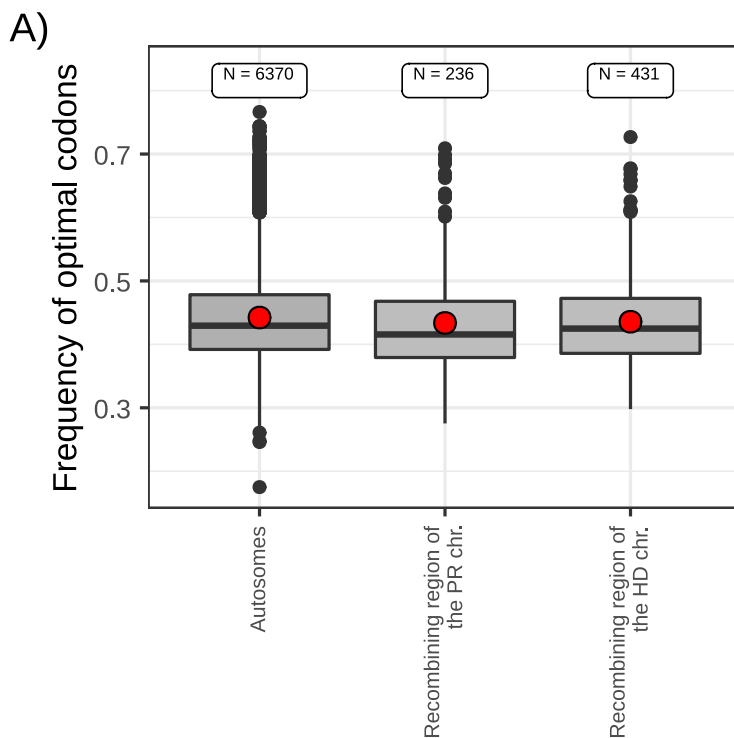 A)
N = 6370
N = 236
N = 431
Frequency of optimal codons
0.7
0.5
0.3
Autosomes
Recombining region of
the PR chr.
Recombining region of
the HD chr.